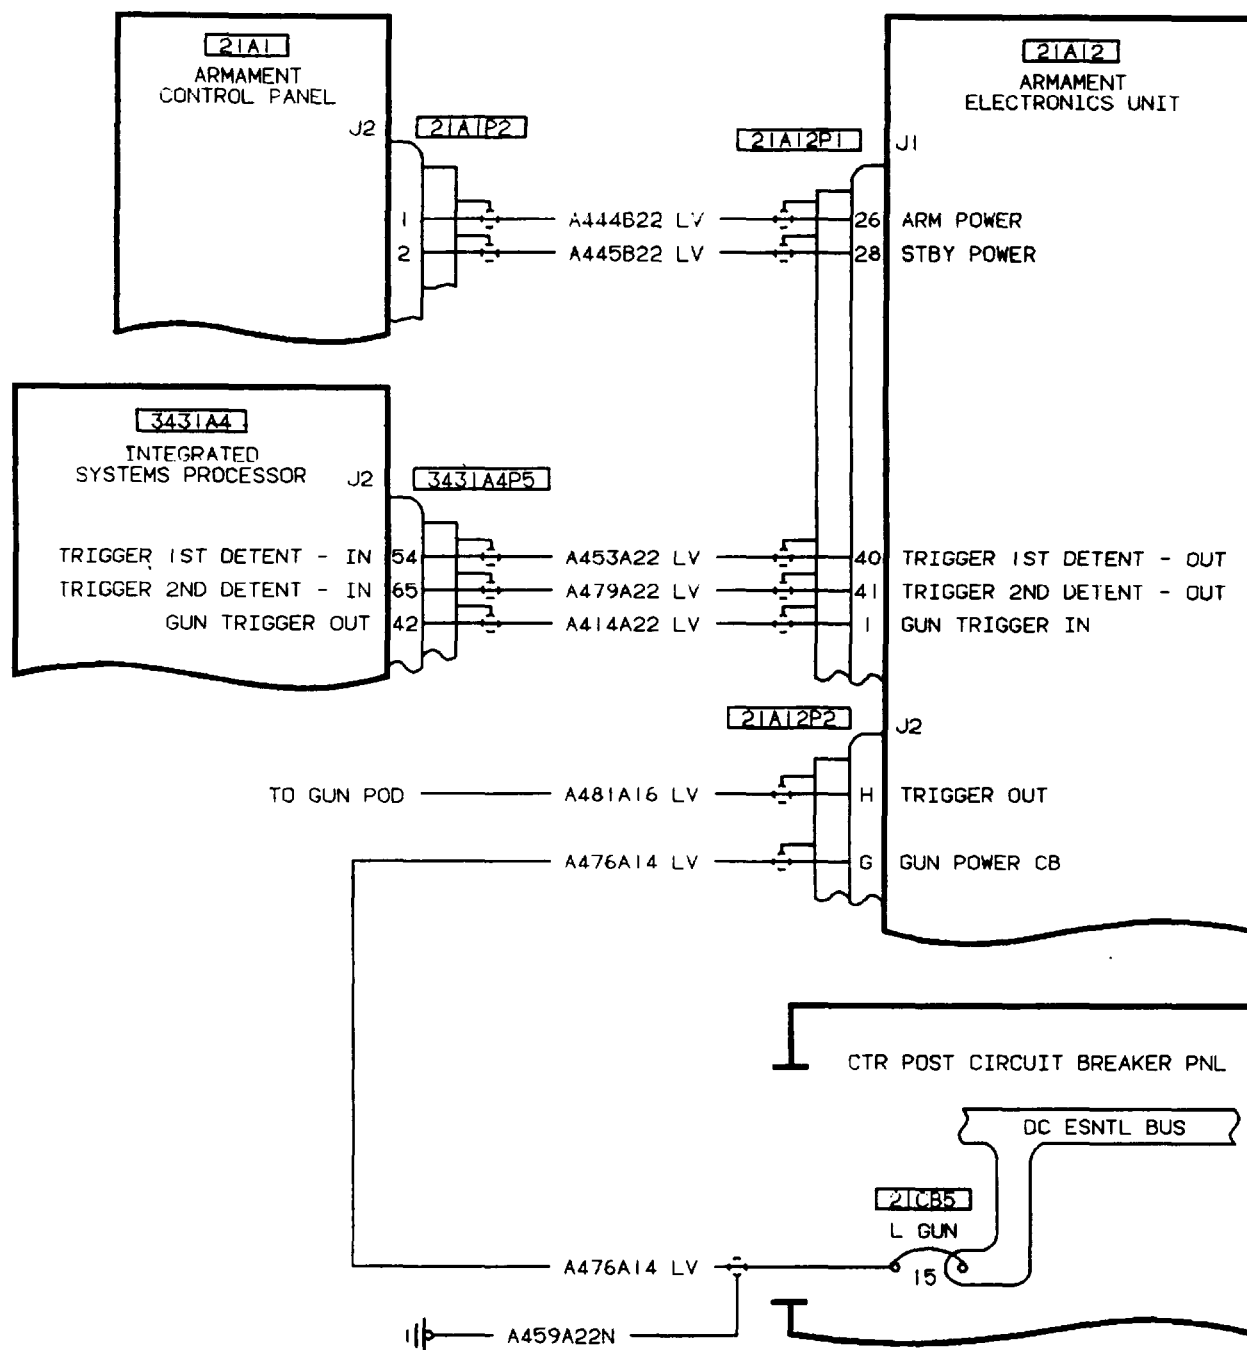 21A1
ARMAMENT
CONTROL PANEL
J2
21A1P2
1
A444B22 LV
2
A445B22 LV
21A12
ARMAMENT
ELECTRONICS UNIT
21A12P1
J1
26 ARM POWER
28 STBY POWER
3431A4
INTEGRATED
SYSTEMS PROCESSOR
J2
3431A4P5
TRIGGER 1ST DETENT - IN 54 A453A22 LV 40 TRIGGER 1ST DETENT - OUT
TRIGGER 2ND DETENT - IN 65 A479A22 LV 41 TRIGGER 2ND DETENT - OUT
GUN TRIGGER OUT 42 A414A22 LV 1 GUN TRIGGER IN
21A12P2
J2
TO GUN POD A481A16 LV H TRIGGER OUT
A476A14 LV G GUN POWER CB
CTR POST CIRCUIT BREAKER PNL
DC ESNTL BUS
21CB5
L GUN
15
A476A14 LV
A459A22N